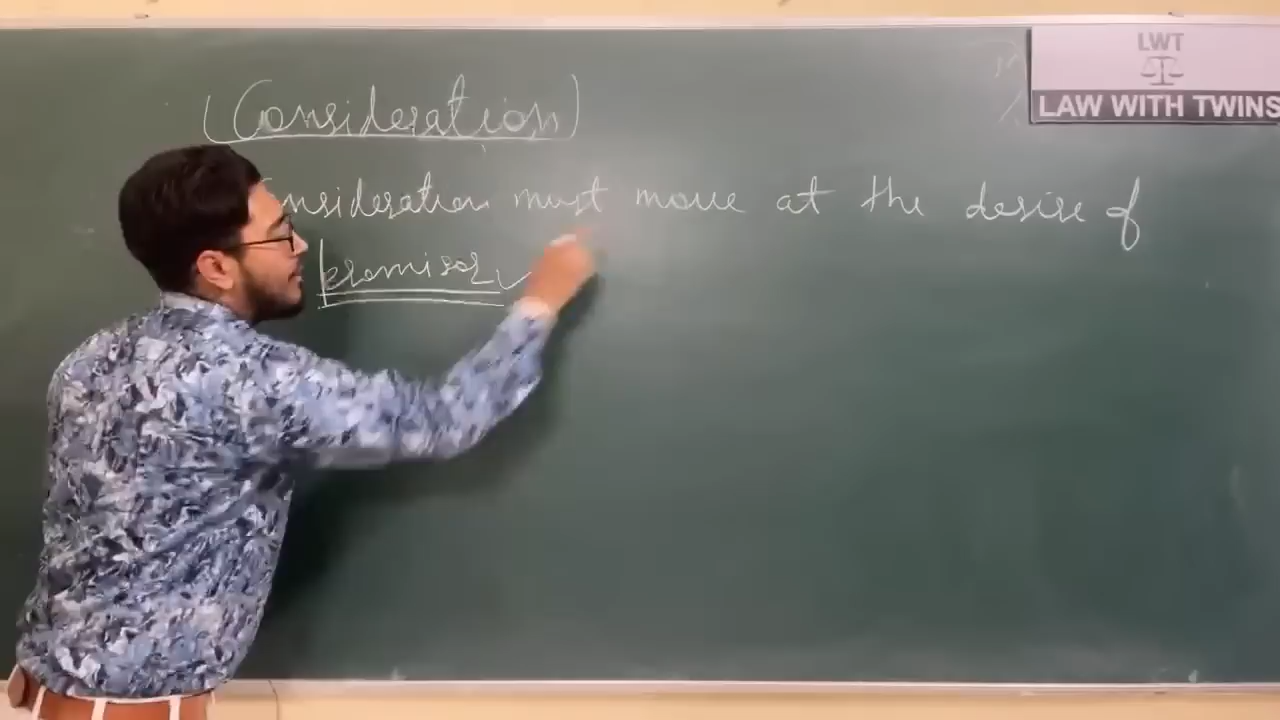 (Consideration)
Consideration must move at the desire of
promisor
LWT
LAW WITH TWINS